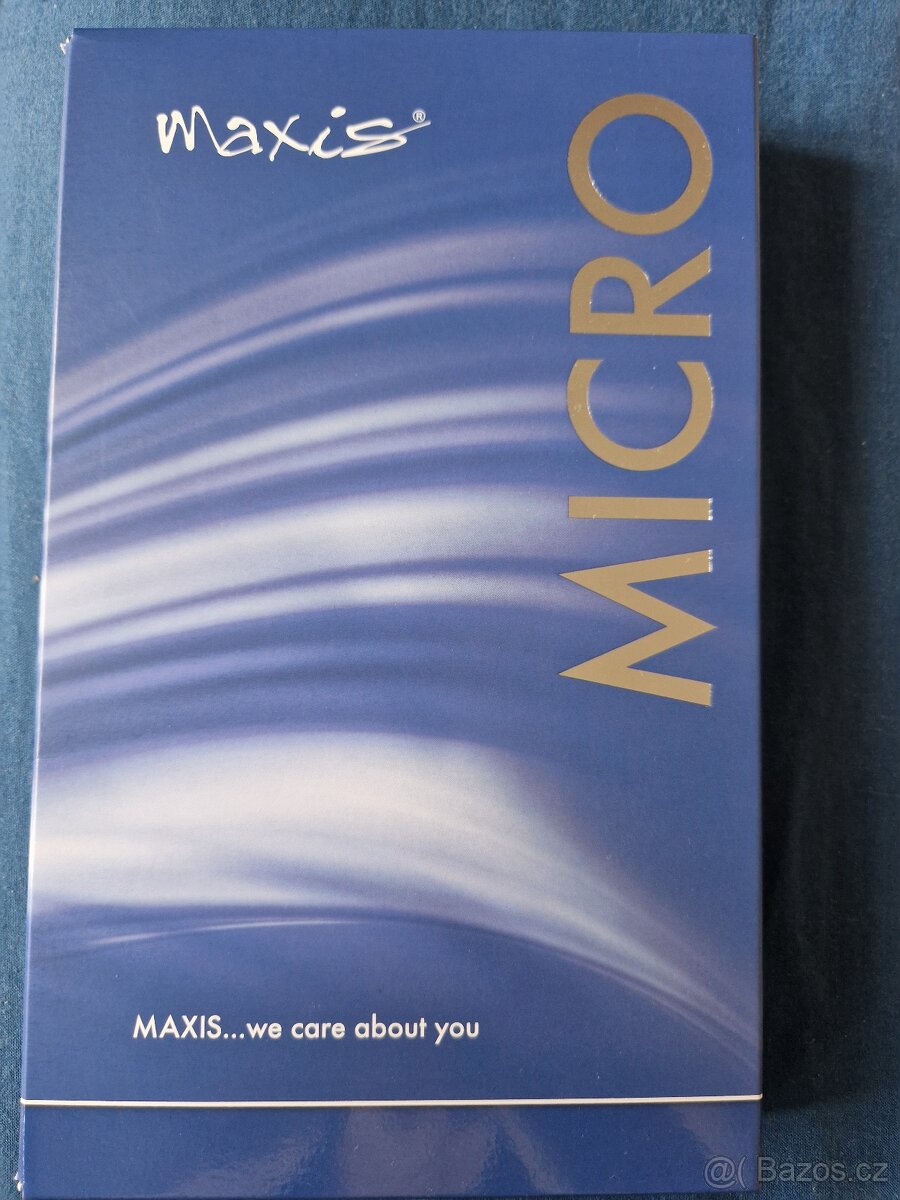 maxis®
MICRO
MAXIS...we care about you
@( Bazos.cz